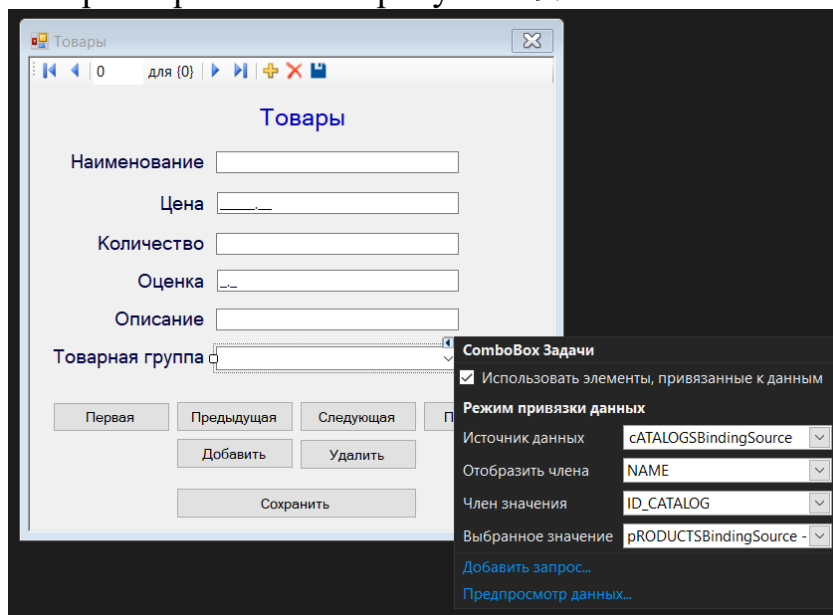 Товары
0 для {0}
Товары
Наименование
Цена _____.__
Количество
Оценка _._
Описание
Товарная группа
Первая Предыдущая Следующая П
Добавить Удалить
Сохранить
ComboBox Задачи
Использовать элементы, привязанные к данным
Режим привязки данных
Источник данных cATALOGSBindingSource
Отобразить члена NAME
Член значения ID_CATALOG
Выбранное значение pRODUCTSBindingSource -
Добавить запрос...
Предпросмотр данных...